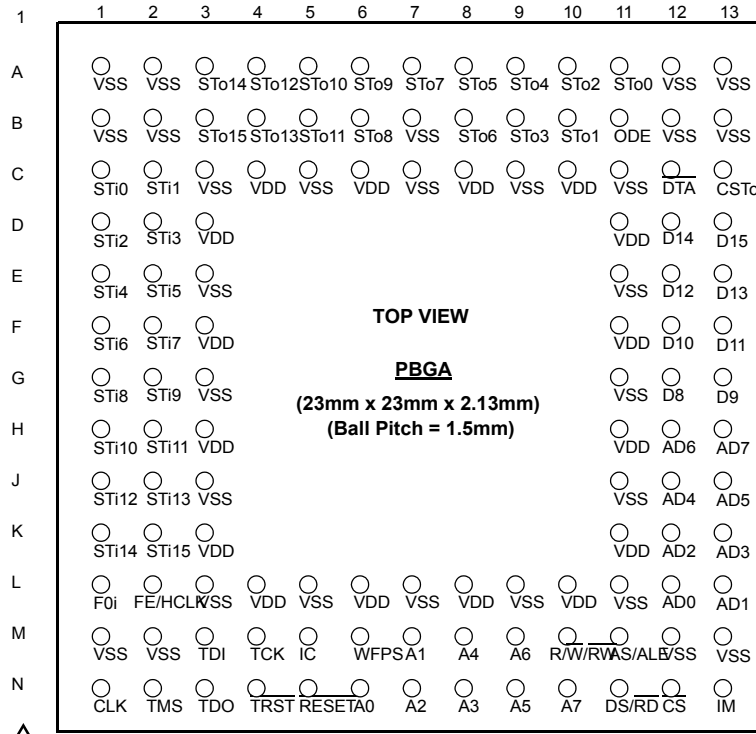 1
1 2 3 4 5 6 7 8 9 10 11 12 13
A
VSS VSS STo14 STo12 STo10 STo9 STo7 STo5 STo4 STo2 STo0 VSS VSS
B
VSS VSS STo15 STo13 STo11 STo8 VSS STo6 STo3 STo1 ODE VSS VSS
C
STi0 STi1 VSS VDD VSS VDD VSS VDD VSS VDD VSS DTA CSTo
D
STi2 STi3 VDD VDD D14 D15
E
STi4 STi5 VSS VSS D12 D13
TOP VIEW
F
STi6 STi7 VDD VDD D10 D11
PBGA
G
STi8 STi9 VSS VSS D8 D9
(23mm x 23mm x 2.13mm)
(Ball Pitch = 1.5mm)
H
STi10 STi11 VDD VDD AD6 AD7
J
STi12 STi13 VSS VSS AD4 AD5
K
STi14 STi15 VDD VDD AD2 AD3
L
F0i FE/HCLK VSS VDD VSS VDD VSS VDD VSS VDD VSS AD0 AD1
M
VSS VSS TDI TCK IC WFPS A1 A4 A6 R/W/RW AS/ALE VSS VSS
N
CLK TMS TDO TRST RESET A0 A2 A3 A5 A7 DS/RD CS IM